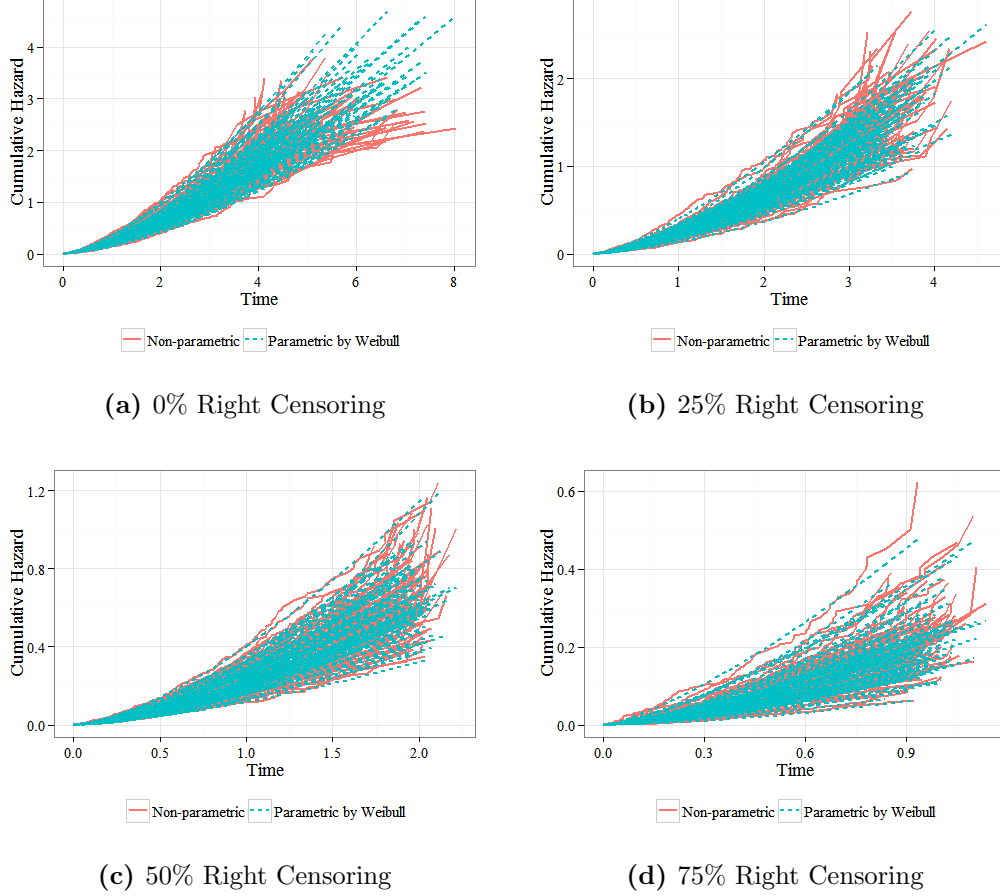 Cumulative Hazard
4
3
2
1
0
0 2 4 6 8
Time
Non-parametric Parametric by Weibull
(a) 0% Right Censoring
Cumulative Hazard
2
1
0
0 1 2 3 4
Time
Non-parametric Parametric by Weibull
(b) 25% Right Censoring
Cumulative Hazard
1.2
0.8
0.4
0.0
0.0 0.5 1.0 1.5 2.0
Time
Non-parametric Parametric by Weibull
(c) 50% Right Censoring
Cumulative Hazard
0.6
0.4
0.2
0.0
0.0 0.3 0.6 0.9
Time
Non-parametric Parametric by Weibull
(d) 75% Right Censoring